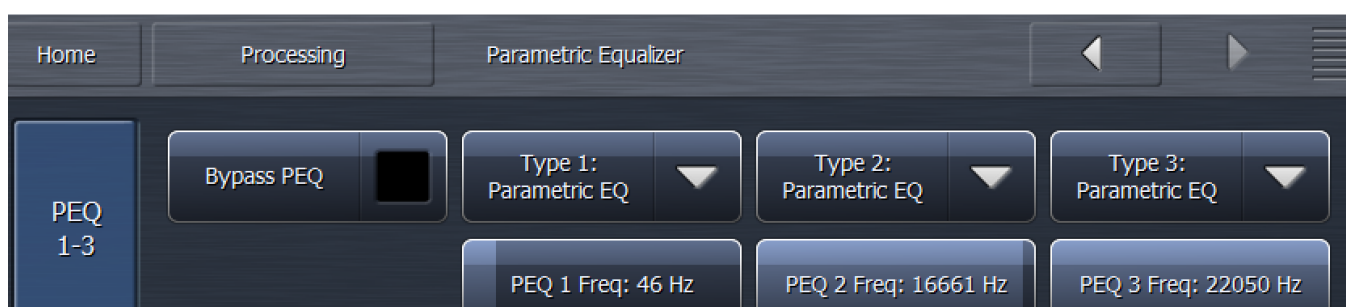 Home Processing Parametric Equalizer
Bypass PEQ
Type 1:
Parametric EQ
Type 2:
Parametric EQ
Type 3:
Parametric EQ
PEQ
1-3
PEQ 1 Freq: 46 Hz
PEQ 2 Freq: 16661 Hz
PEQ 3 Freq: 22050 Hz